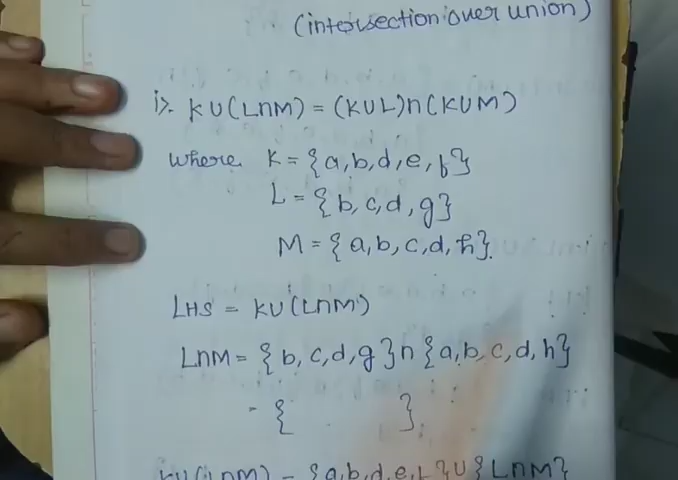 (intersection over union)
i>. K∪(L∩M) = (K∪L)∩(K∪M)
where K = {a,b,d,e,f}
L = {b,c,d,g}
M = {a,b,c,d,h}.
LHS = K∪(L∩M)
L∩M = {b,c,d,g}∩{a,b,c,d,h}
= { }
K∪(L∩M) = {a,b,d,e,f}∪{L∩M}